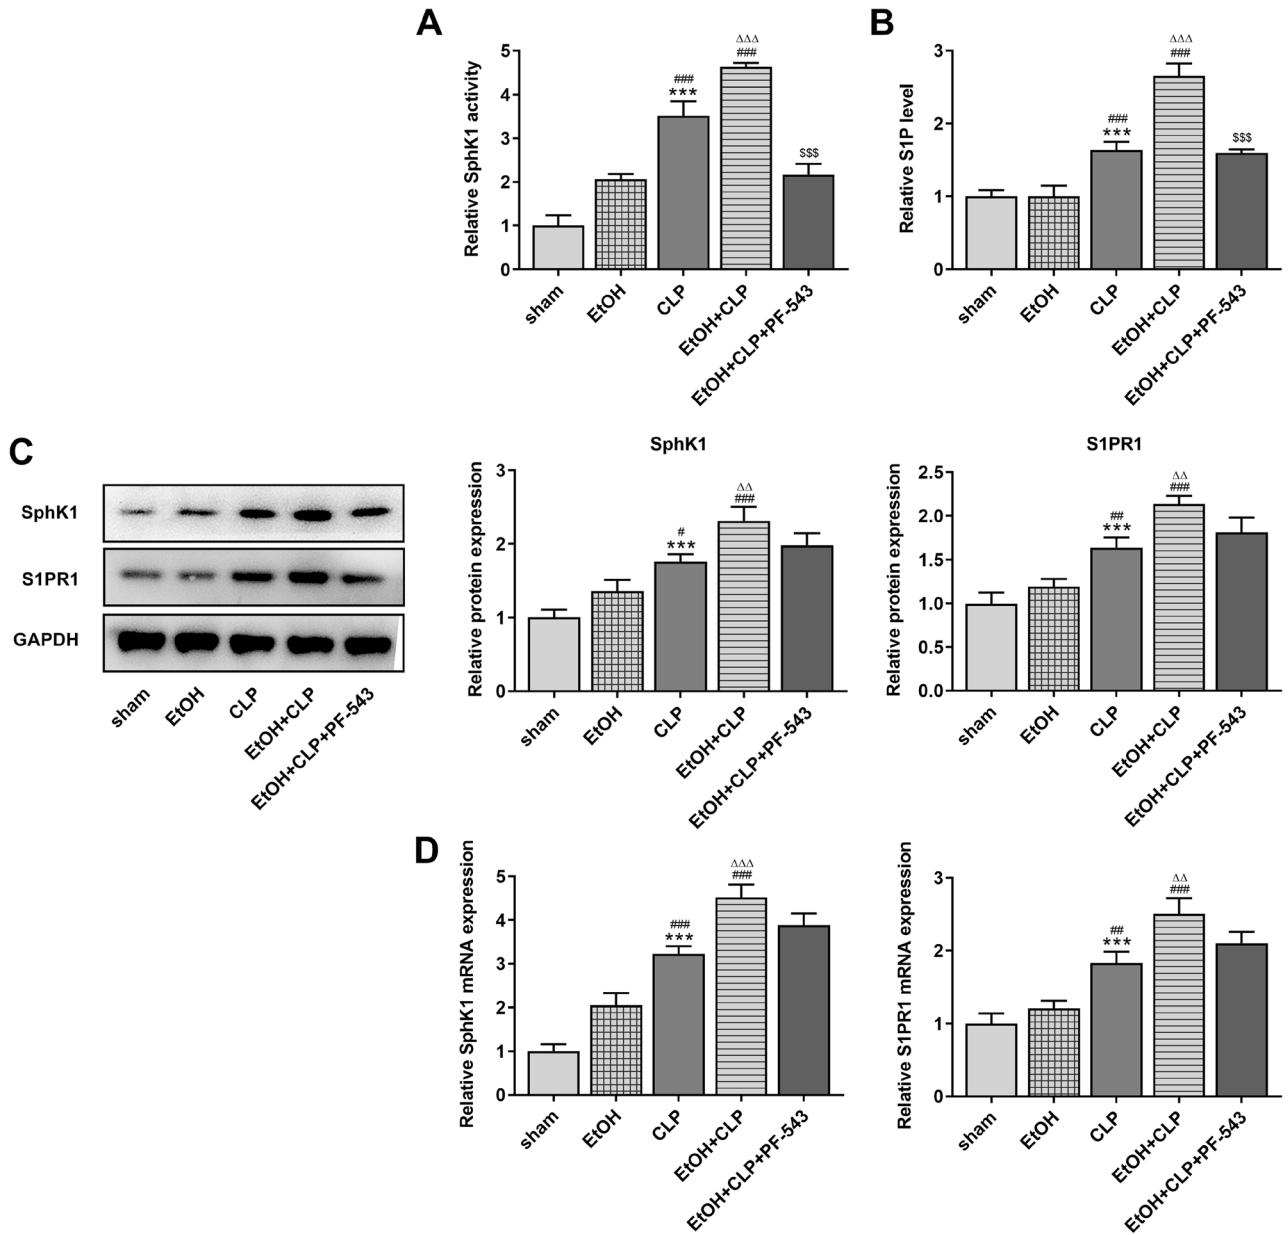 A
Relative SphK1 activity
5
4
3
2
1
0
###
***
ΔΔΔ
###
$$$
sham
EtOH
CLP
EtOH+CLP
EtOH+CLP+PF-543
B
Relative S1P level
3
2
1
0
###
***
ΔΔΔ
###
$$$
sham
EtOH
CLP
EtOH+CLP
EtOH+CLP+PF-543
C
SphK1
S1PR1
GAPDH
sham
EtOH
CLP
EtOH+CLP
EtOH+CLP+PF-543
SphK1
Relative protein expression
3
2
1
0
#
***
ΔΔ
###
sham
EtOH
CLP
EtOH+CLP
EtOH+CLP+PF-543
S1PR1
Relative protein expression
2.5
2.0
1.5
1.0
0.5
0.0
##
***
ΔΔ
###
sham
EtOH
CLP
EtOH+CLP
EtOH+CLP+PF-543
D
Relative SphK1 mRNA expression
5
4
3
2
1
0
###
***
ΔΔΔ
###
sham
EtOH
CLP
EtOH+CLP
EtOH+CLP+PF-543
Relative S1PR1 mRNA expression
3
2
1
0
##
***
ΔΔ
###
sham
EtOH
CLP
EtOH+CLP
EtOH+CLP+PF-543